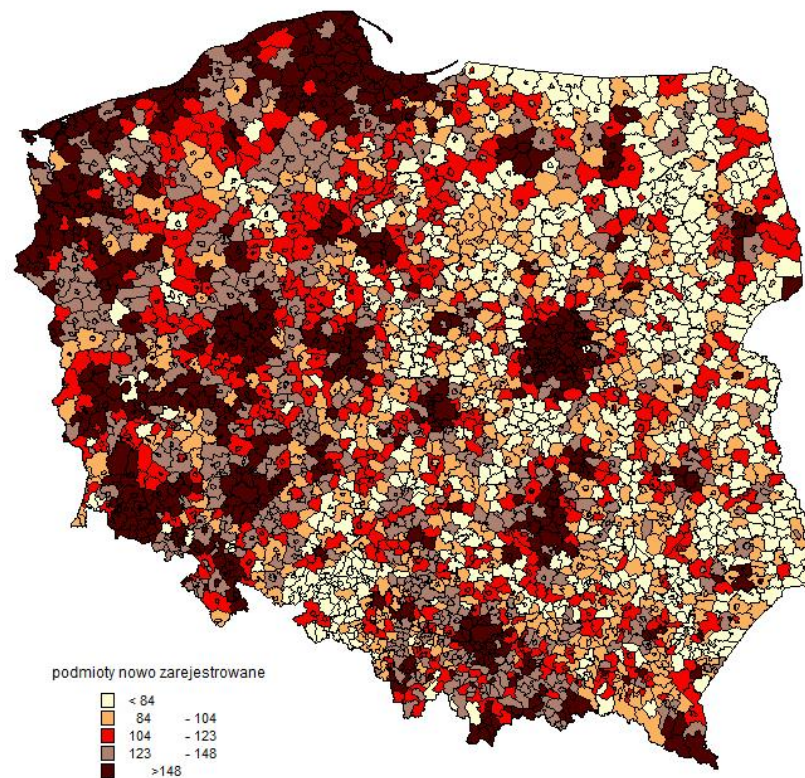 podmioty nowo zarejestrowane
< 84
84 - 104
104 - 123
123 - 148
>148